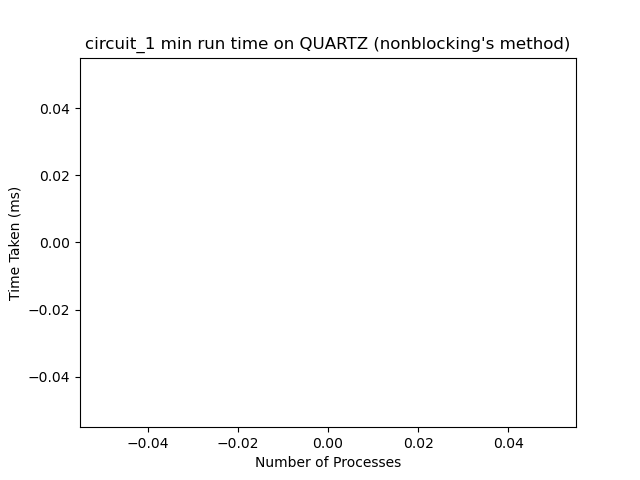 circuit_1 min run time on QUARTZ (nonblocking's method)
Time Taken (ms)
0.04
0.02
0.00
−0.02
−0.04
−0.04 −0.02 0.00 0.02 0.04
Number of Processes